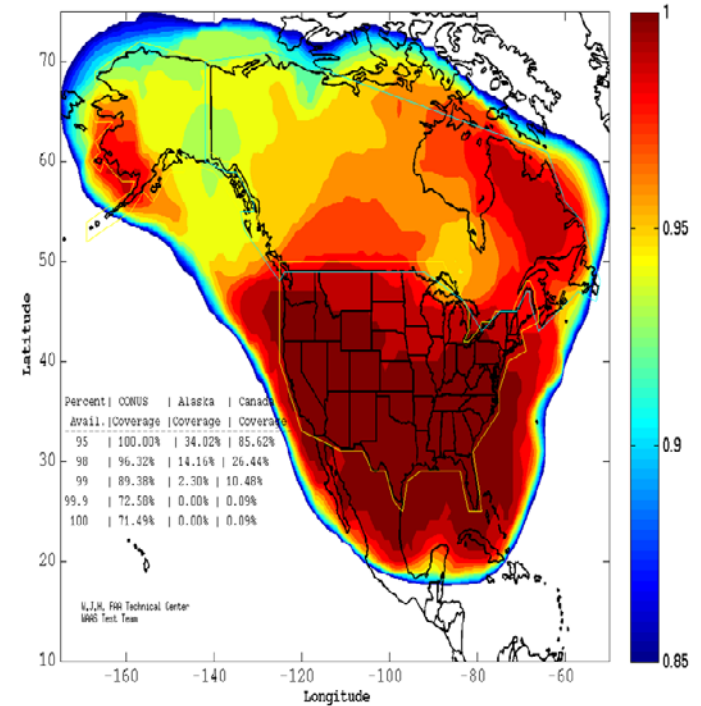 75
70
60
50
40
30
20
10
Latitude
-160
-140
-120
-100
-80
-60
Longitude
Percent| CONUS | Alaska | Canad
Avail.|Coverage |Coverage | Coverage
95 | 100.00% | 34.02% | 85.62%
98 | 96.32% | 14.16% | 26.44%
99 | 89.38% | 2.30% | 10.48%
99.9 | 72.58% | 0.00% | 0.09%
100 | 71.49% | 0.00% | 0.09%
W.J.H. FAA Technical Center
WAAS Test Team
1
0.95
0.9
0.85